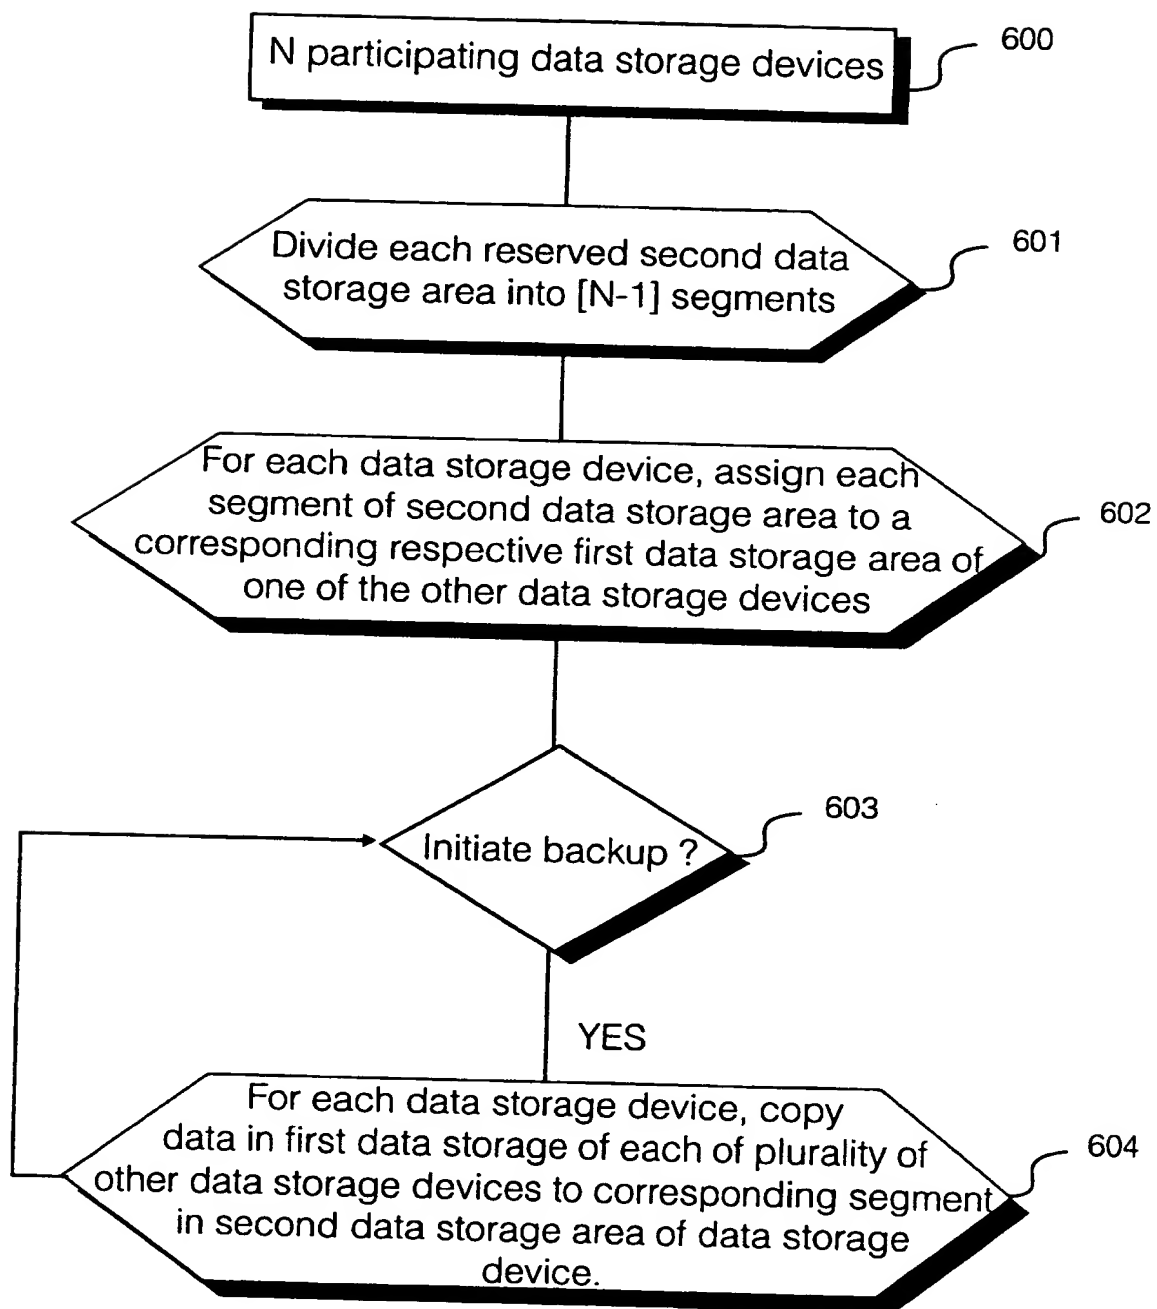 N participating data storage devices
600
Divide each reserved second data
storage area into [N-1] segments
601
For each data storage device, assign each
segment of second data storage area to a
corresponding respective first data storage area of
one of the other data storage devices
602
Initiate backup ?
603
YES
For each data storage device, copy
data in first data storage of each of plurality of
other data storage devices to corresponding segment
in second data storage area of data storage
device.
604